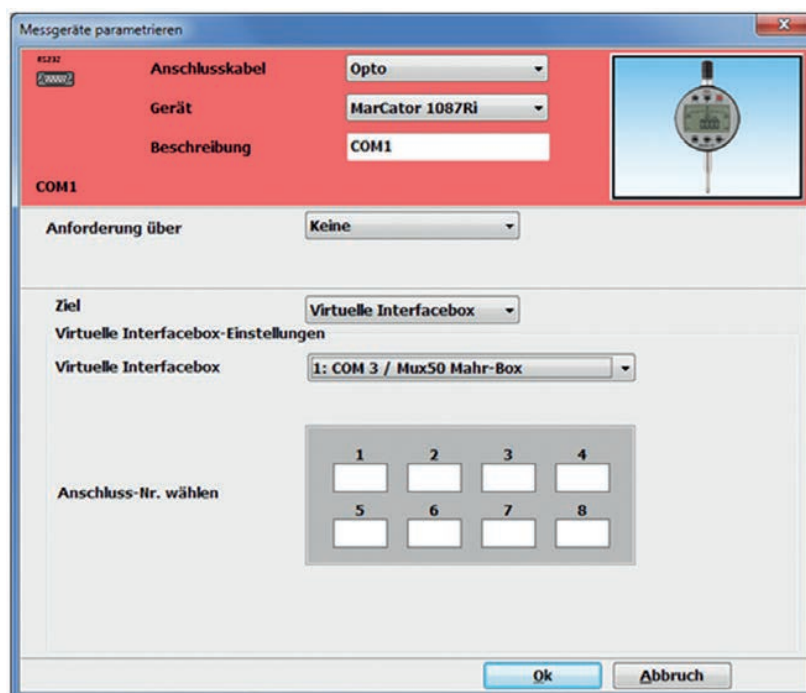 Messgeräte parametrieren
RS232
Anschlusskabel Opto
Gerät MarCator 1087Ri
Beschreibung COM1
COM1
Anforderung über Keine
Ziel Virtuelle Interfacebox
Virtuelle Interfacebox-Einstellungen
Virtuelle Interfacebox 1: COM 3 / Mux50 Mahr-Box
1 2 3 4
Anschluss-Nr. wählen
5 6 7 8
Ok Abbruch